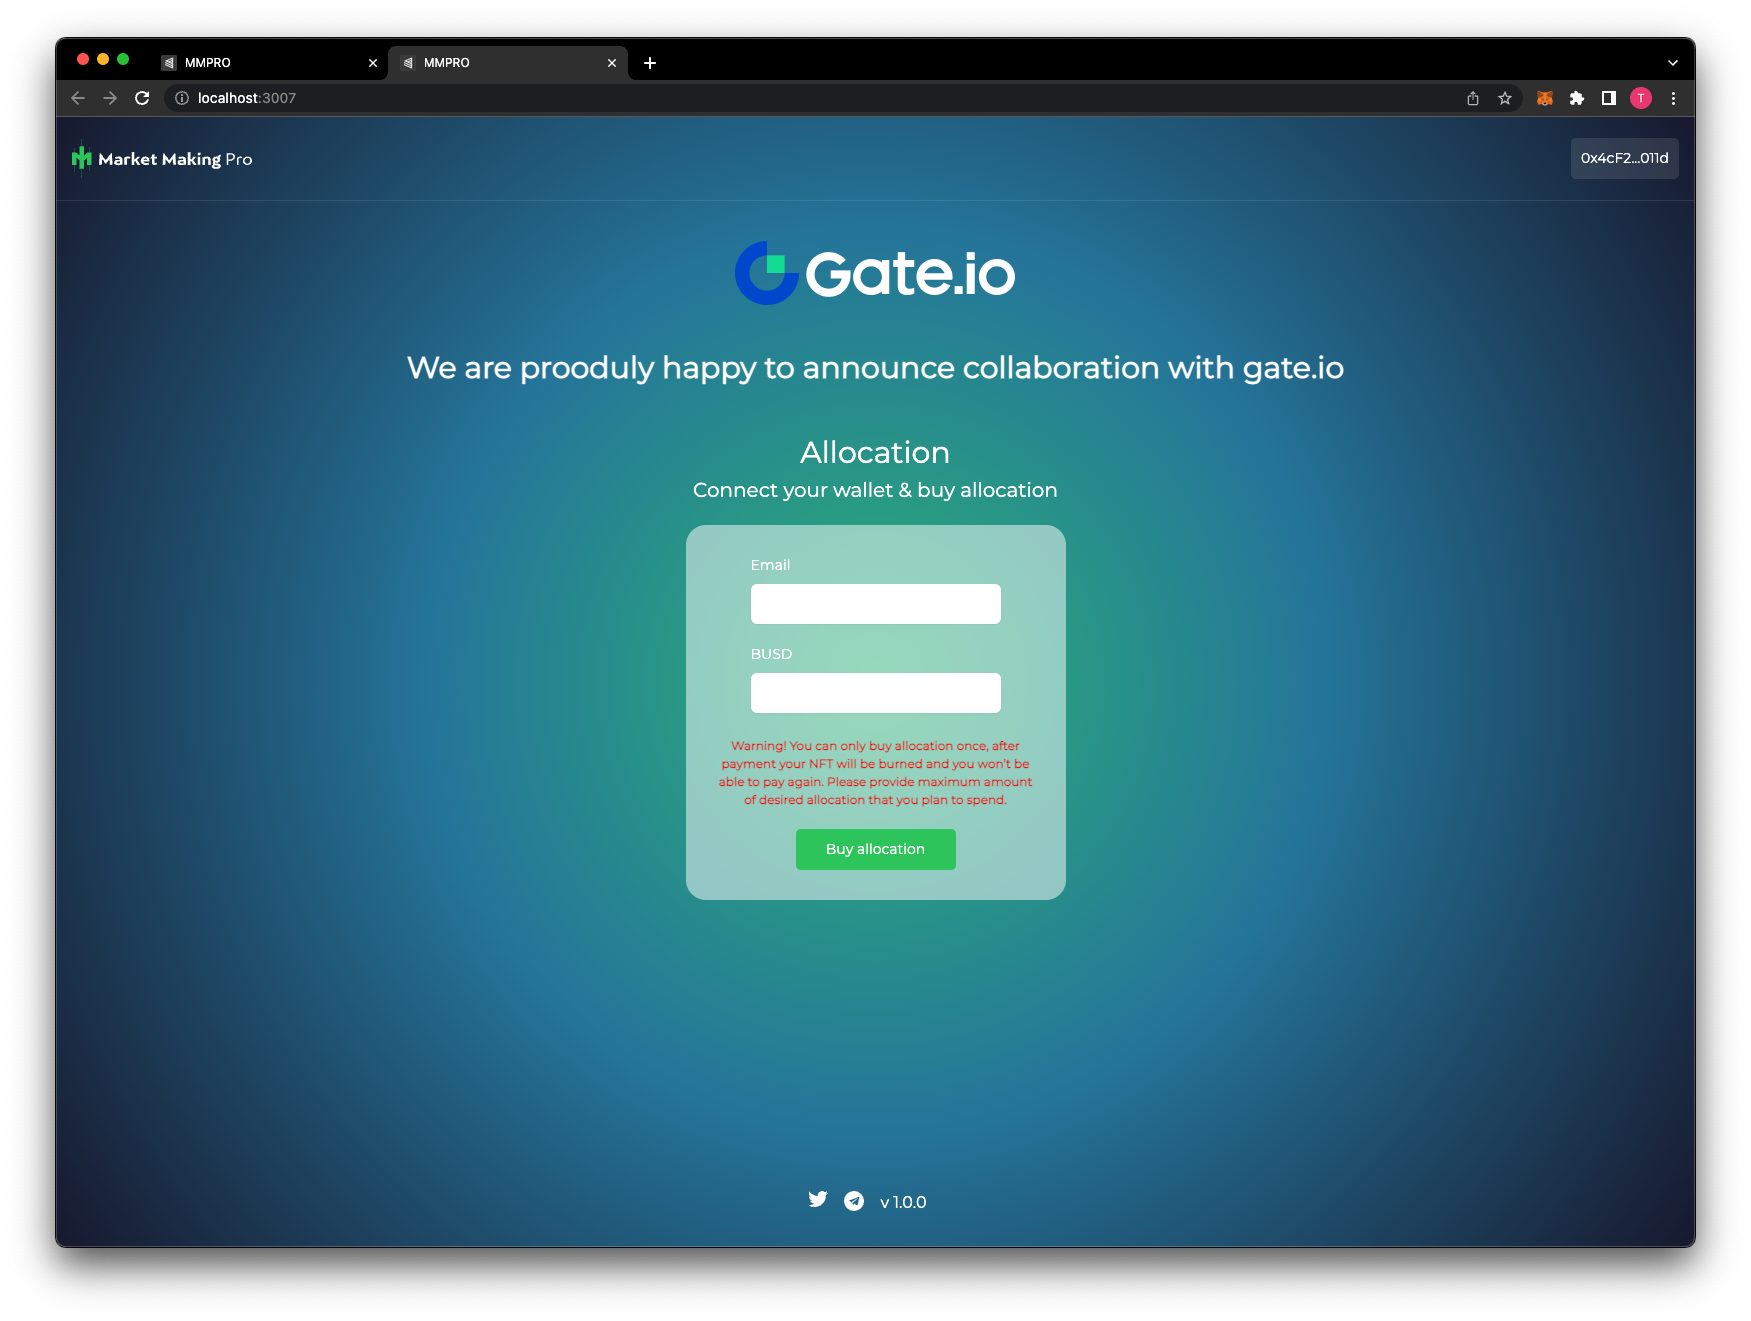 MMPRO
MMPRO
localhost:3007
T
Market Making Pro
0x4cF2...011d
Gate.io
We are prooduly happy to announce collaboration with gate.io
Allocation
Connect your wallet & buy allocation
Email
BUSD
Warning! You can only buy allocation once, after
payment your NFT will be burned and you won't be
able to pay again. Please provide maximum amount
of desired allocation that you plan to spend.
Buy allocation
v 1.0.0